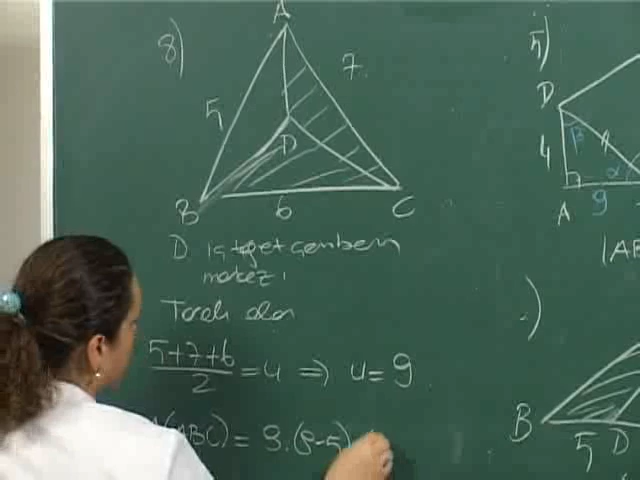 8)
A
5
7
D
B
6
C
D iç teğet çemberin
merkezi
Taralı alan
5+7+6
2
= u ⇒ u = 9
A(ABC) = 9.(9-5)
5)
D
4
β
α
A
9
|AB
B
5
D